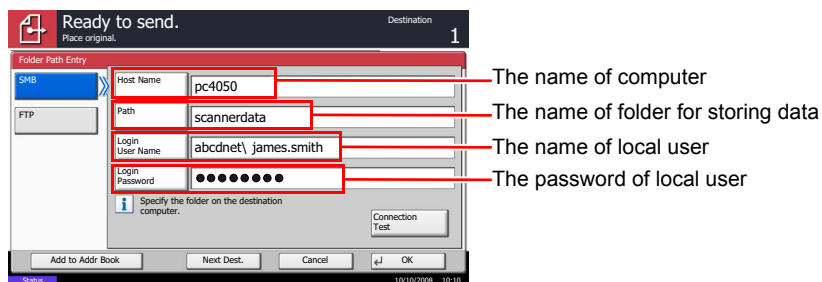 Ready to send.
Destination
Place original.
1
Folder Path Entry
SMB
Host Name
pc4050
The name of computer
FTP
Path
scannerdata
The name of folder for storing data
Login
User Name
abcdnet\ james.smith
The name of local user
Login
Password
●●●●●●●●
The password of local user
i
Specify the folder on the destination
computer.
Connection
Test
Add to Addr Book
Next Dest.
Cancel
OK
Status
10/10/2008 10:10